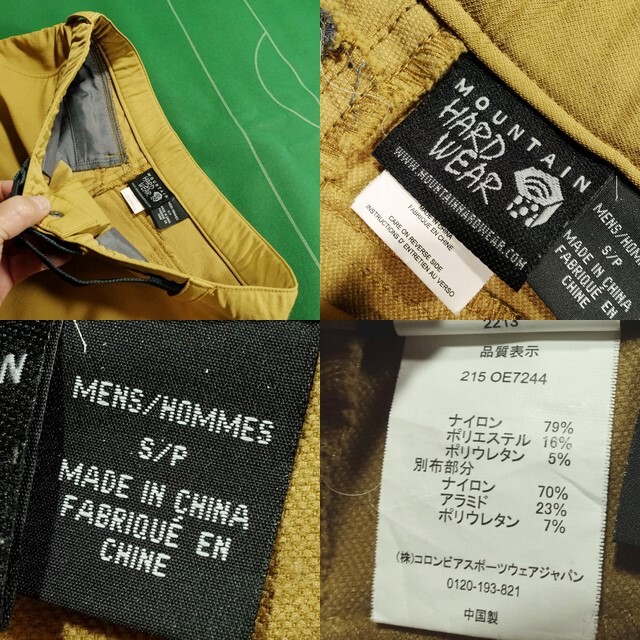 MOUNTAIN
HARD
WEAR
WWW.MOUNTAINHARDWEAR.COM
FABRIQUE EN CHINE
CARE ON REVERSE SIDE
INSTRUCTIONS D'ENTRETIEN AU VERSO
MENS/HOMMES
S/P
MADE IN CHINA
FABRIQUÉ EN
CHINE
N
MENS/HOMMES
S/P
MADE IN CHINA
FABRIQUÉ EN
CHINE
2213
品質表示
215 OE7244
ナイロン 79%
ポリエステル 16%
ポリウレタン 5%
別布部分
ナイロン 70%
アラミド 23%
ポリウレタン 7%
(株)コロンビアスポーツウェアジャパン
0120-193-821
中国製